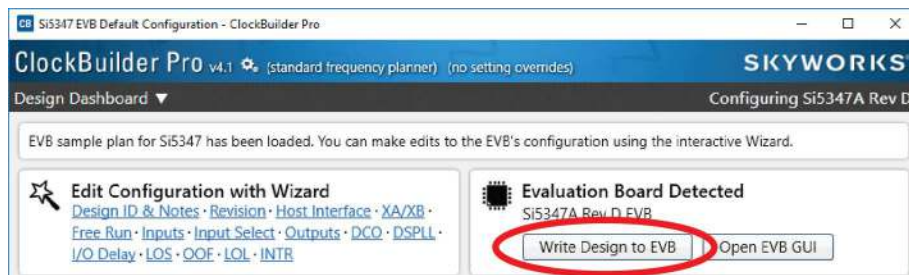 CB Si5347 EVB Default Configuration - ClockBuilder Pro
ClockBuilder Pro v4.1 (standard frequency planner) (no setting overrides) SKYWORKS
Design Dashboard ▼ Configuring Si5347A Rev D
EVB sample plan for Si5347 has been loaded. You can make edits to the EVB's configuration using the interactive Wizard.
Edit Configuration with Wizard
Design ID & Notes · Revision · Host Interface · XA/XB ·
Free Run · Inputs · Input Select · Outputs · DCO · DSPLL ·
I/O Delay · LOS · OOF · LOL · INTR
Evaluation Board Detected
Si5347A Rev D EVB
Write Design to EVB Open EVB GUI